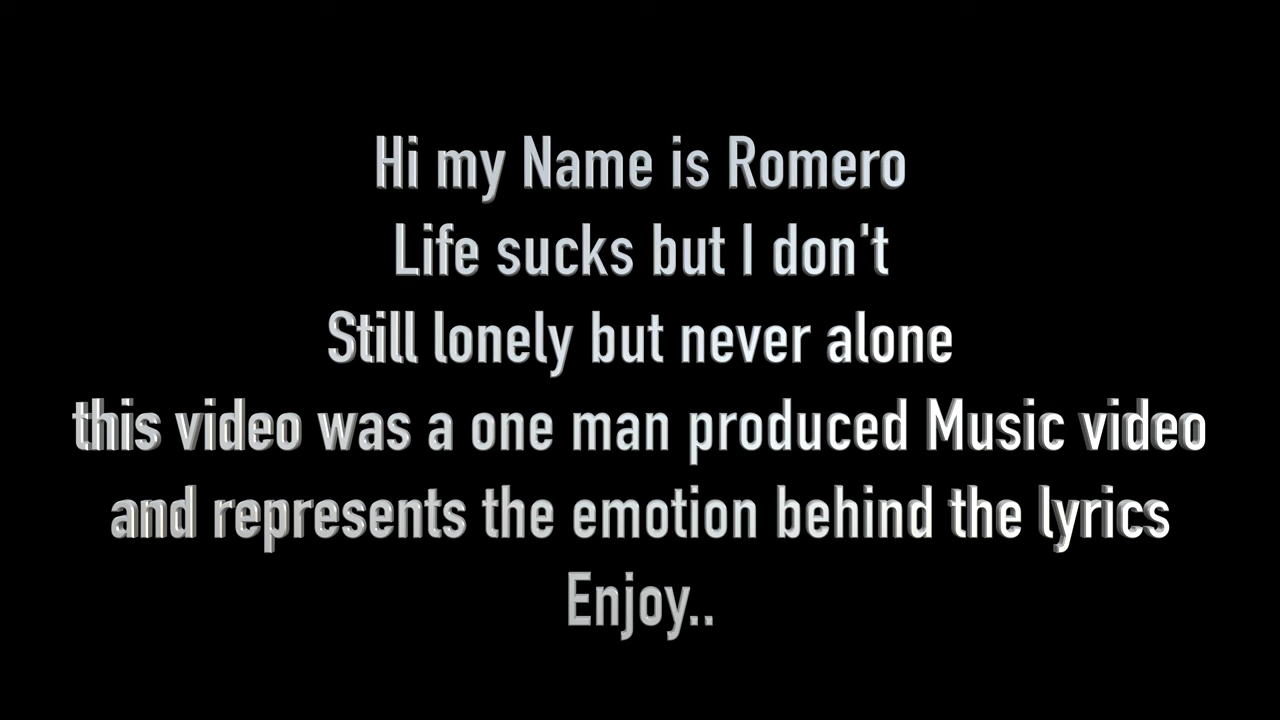 Hi my Name is Romero
Life sucks but I don't
Still lonely but never alone
this video was a one man produced Music video
and represents the emotion behind the lyrics
Enjoy..